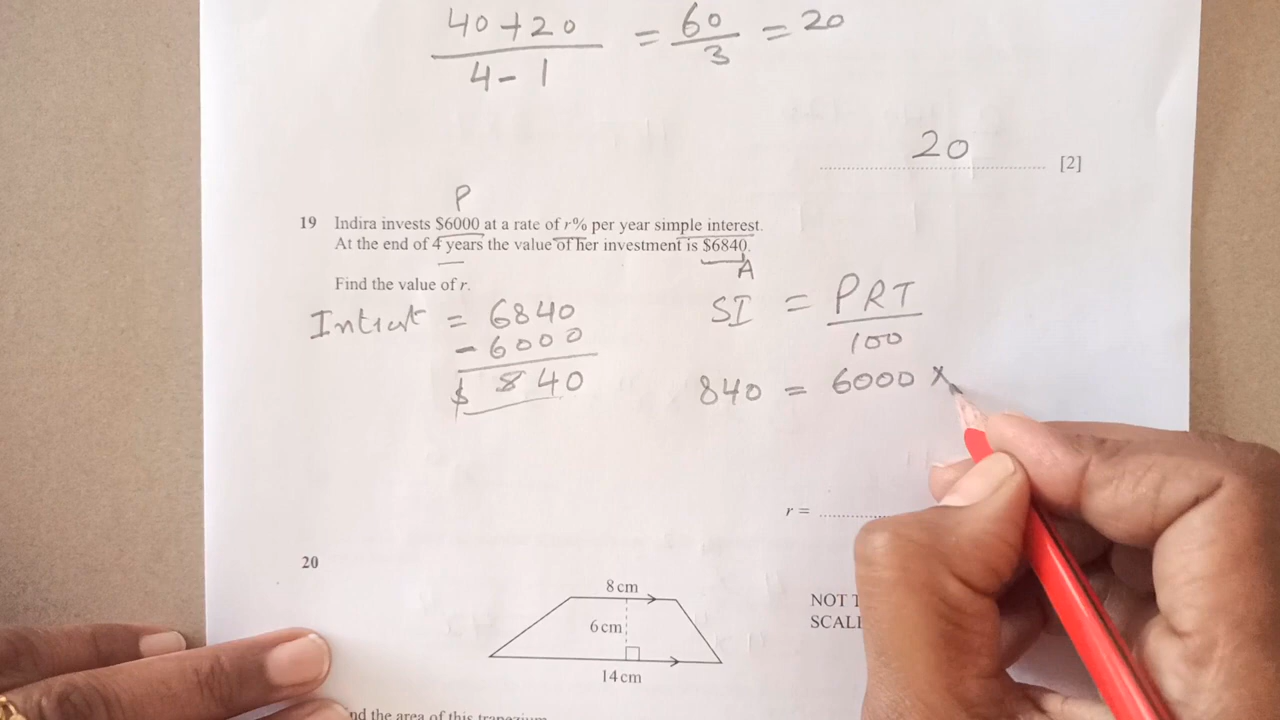 40 + 20 = 60 = 20
4 - 1 3
20
[2]
P
19 Indira invests $6000 at a rate of r% per year simple interest.
At the end of 4 years the value of her investment is $6840.
A
Find the value of r.
= 6840
- 6000
$ 840
SI = PRT
100
840 = 6000 ×
r =
20
8 cm
6 cm
14 cm
NOT
SCAL
the area of this trapezium